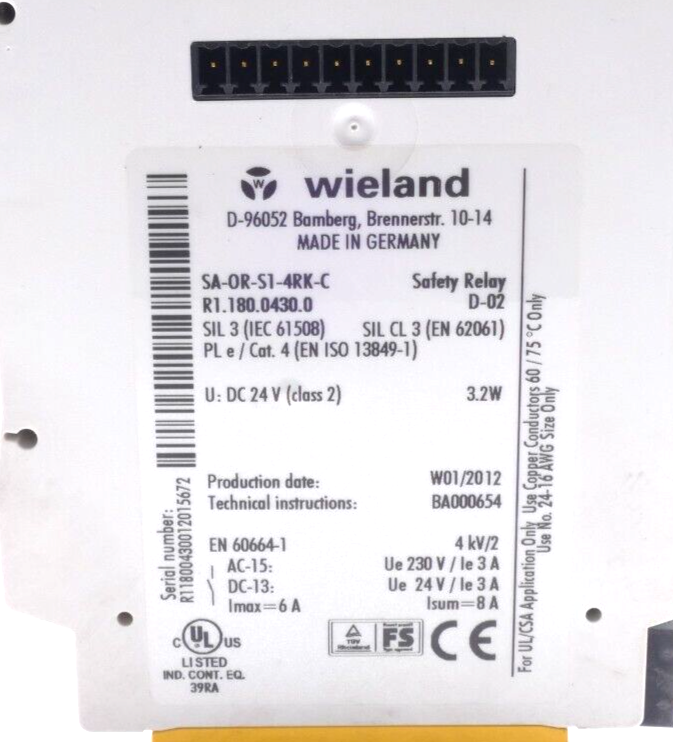 wieland
D-96052 Bamberg, Brennerstr. 10-14
MADE IN GERMANY
SA-OR-S1-4RK-C Safety Relay
R1.180.0430.0 D-02
SIL 3 (IEC 61508) SIL CL 3 (EN 62061)
PL e / Cat. 4 (EN ISO 13849-1)
U: DC 24 V (class 2) 3.2W
Production date: W01/2012
Technical instructions: BA000654
EN 60664-1 4 kV/2
AC-15: Ue 230 V / Ie 3 A
DC-13: Ue 24 V / Ie 3 A
Imax=6 A Isum=8 A
Serial number:
R11800430012015672
For UL/CSA Application Only Use Copper Conductors 60 / 75 °C Only
Use No. 24-16 AWG Size Only
c UL US
LISTED
IND. CONT. EQ.
39RA
TÜV
FS
CE